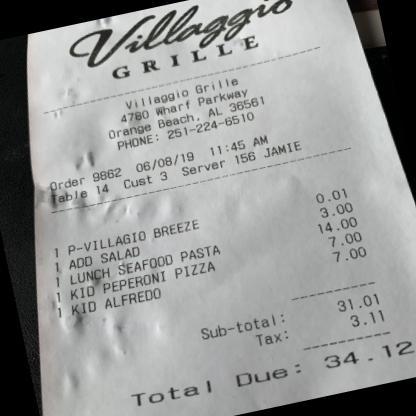 Villaggio
GRILLE
Villaggio Grille
4780 Wharf Parkway
Orange Beach, AL 36561
PHONE: 251-224-6510
Order 9862 06/08/19 11:45 AM
Table 14 Cust 3 Server 156 JAMIE
1 P-VILLAGIO BREEZE 0.01
1 ADD SALAD 3.00
1 LUNCH SEAFOOD PASTA 14.00
1 KID PEPERONI PIZZA 7.00
1 KID ALFREDO 7.00
Sub-total: 31.01
Tax: 3.11
Total Due: 34.12